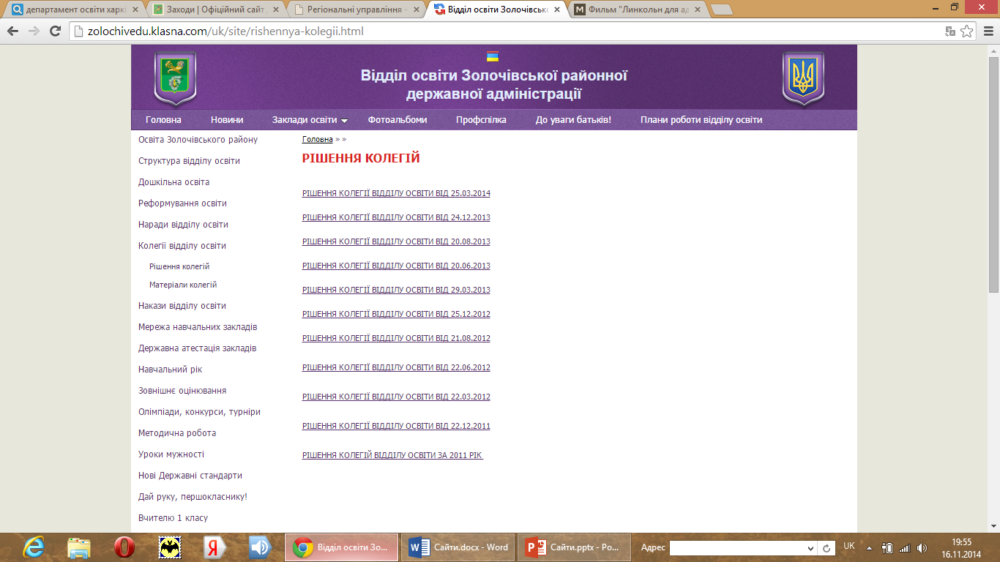 департамент освіти харкі
Заходи | Офіційний сайт
Регіональні управління -
Відділ освіти Золочівсько
Фильм "Линкольн для ад
zolochivedu.klasna.com/uk/site/rishennya-kolegii.html
Відділ освіти Золочівської районної
державної адміністрації
Головна Новини Заклади освіти Фотоальбоми Профспілка До уваги батьків! Плани роботи відділу освіти
Освіта Золочівського району
Структура відділу освіти
Дошкільна освіта
Реформування освіти
Наради відділу освіти
Колегії відділу освіти
Рішення колегій
Матеріали колегій
Накази відділу освіти
Мережа навчальних закладів
Державна атестація закладів
Навчальний рік
Зовнішнє оцінювання
Олімпіади, конкурси, турніри
Методична робота
Уроки мужності
Нові Державні стандарти
Дай руку, першокласнику!
Вчителю 1 класу
Головна » »
РІШЕННЯ КОЛЕГІЙ
РІШЕННЯ КОЛЕГІЇ ВІДДІЛУ ОСВІТИ ВІД 25.03.2014
РІШЕННЯ КОЛЕГІЇ ВІДДІЛУ ОСВІТИ ВІД 24.12.2013
РІШЕННЯ КОЛЕГІЇ ВІДДІЛУ ОСВІТИ ВІД 20.08.2013
РІШЕННЯ КОЛЕГІЇ ВІДДІЛУ ОСВІТИ ВІД 20.06.2013
РІШЕННЯ КОЛЕГІЇ ВІДДІЛУ ОСВІТИ ВІД 29.03.2013
РІШЕННЯ КОЛЕГІЇ ВІДДІЛУ ОСВІТИ ВІД 25.12.2012
РІШЕННЯ КОЛЕГІЇ ВІДДІЛУ ОСВІТИ ВІД 21.08.2012
РІШЕННЯ КОЛЕГІЇ ВІДДІЛУ ОСВІТИ ВІД 22.06.2012
РІШЕННЯ КОЛЕГІЇ ВІДДІЛУ ОСВІТИ ВІД 22.03.2012
РІШЕННЯ КОЛЕГІЇ ВІДДІЛУ ОСВІТИ ВІД 22.12.2011
РІШЕННЯ КОЛЕГІЙ ВІДДІЛУ ОСВІТИ ЗА 2011 РІК
Відділ освіти Зо...
Сайти.docx - Word
Сайти.pptx - Po...
Адрес
UK
19:55
16.11.2014